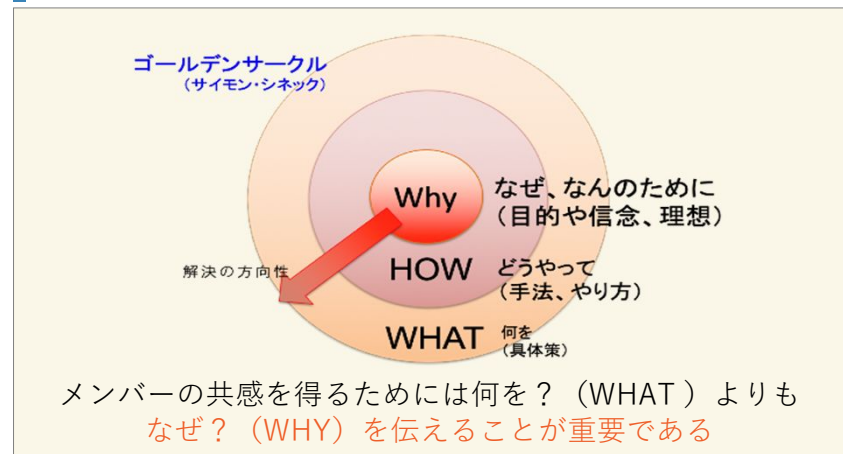 ゴールデンサークル
(サイモン・シネック)
Why
なぜ、なんのために
(目的や信念、理想)
解決の方向性
HOW
どうやって
(手法、やり方)
WHAT
何を
(具体策)
メンバーの共感を得るためには何を？（WHAT ）よりも
なぜ？（WHY）を伝えることが重要である